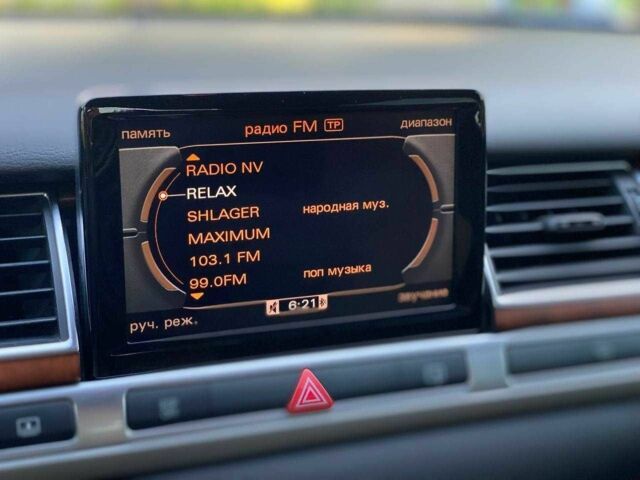 память радио FM TP диапазон
RADIO NV
RELAX
SHLAGER народная муз.
MAXIMUM
103.1 FM
99.0FM поп музыка
6:21
руч. реж. звучание